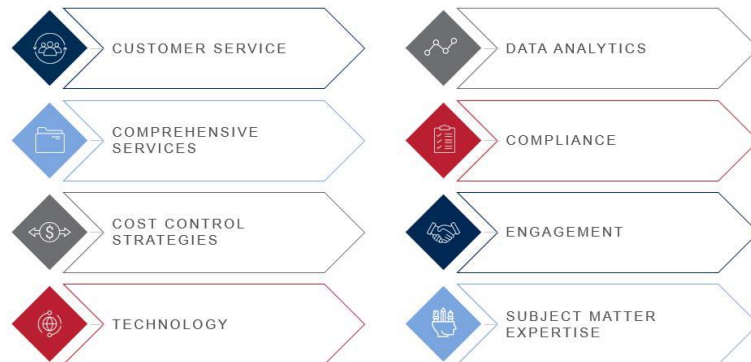 CUSTOMER SERVICE
COMPREHENSIVE
SERVICES
COST CONTROL
STRATEGIES
TECHNOLOGY
DATA ANALYTICS
COMPLIANCE
ENGAGEMENT
SUBJECT MATTER
EXPERTISE